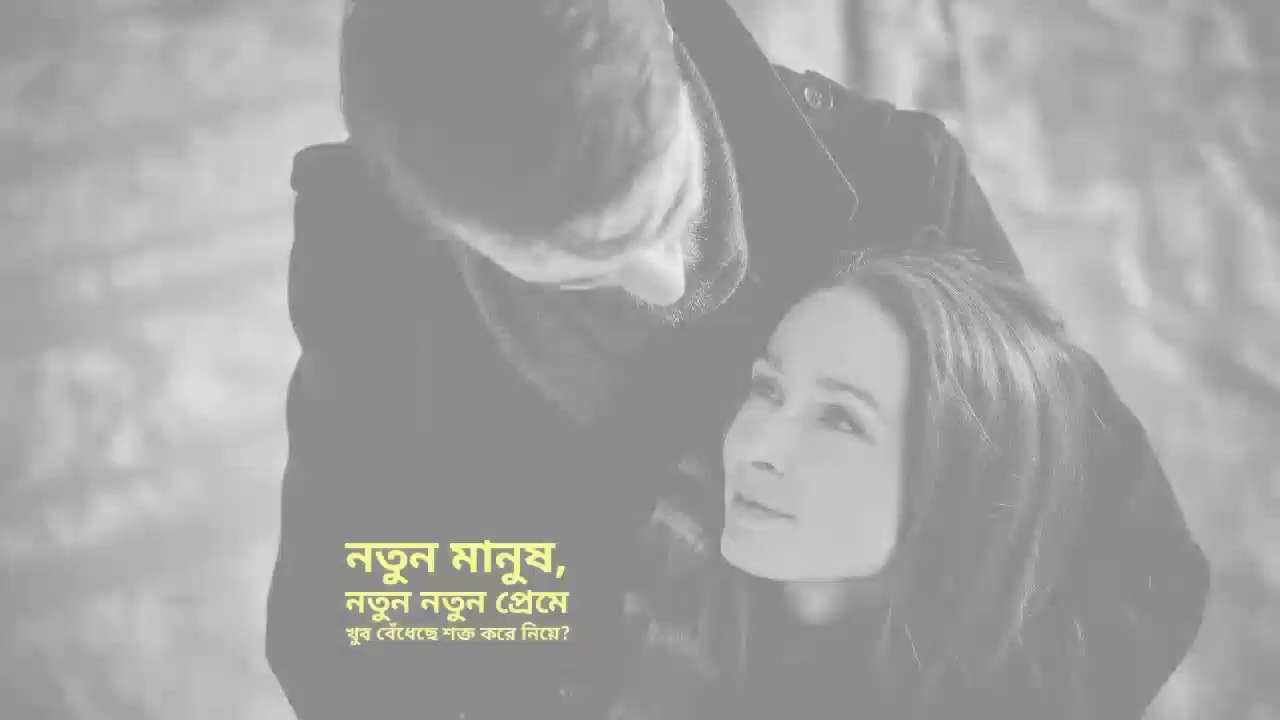 নতুন মানুষ,
নতুন নতুন প্রেমে
খুব বেঁধেছে শক্ত করে নিয়ে?